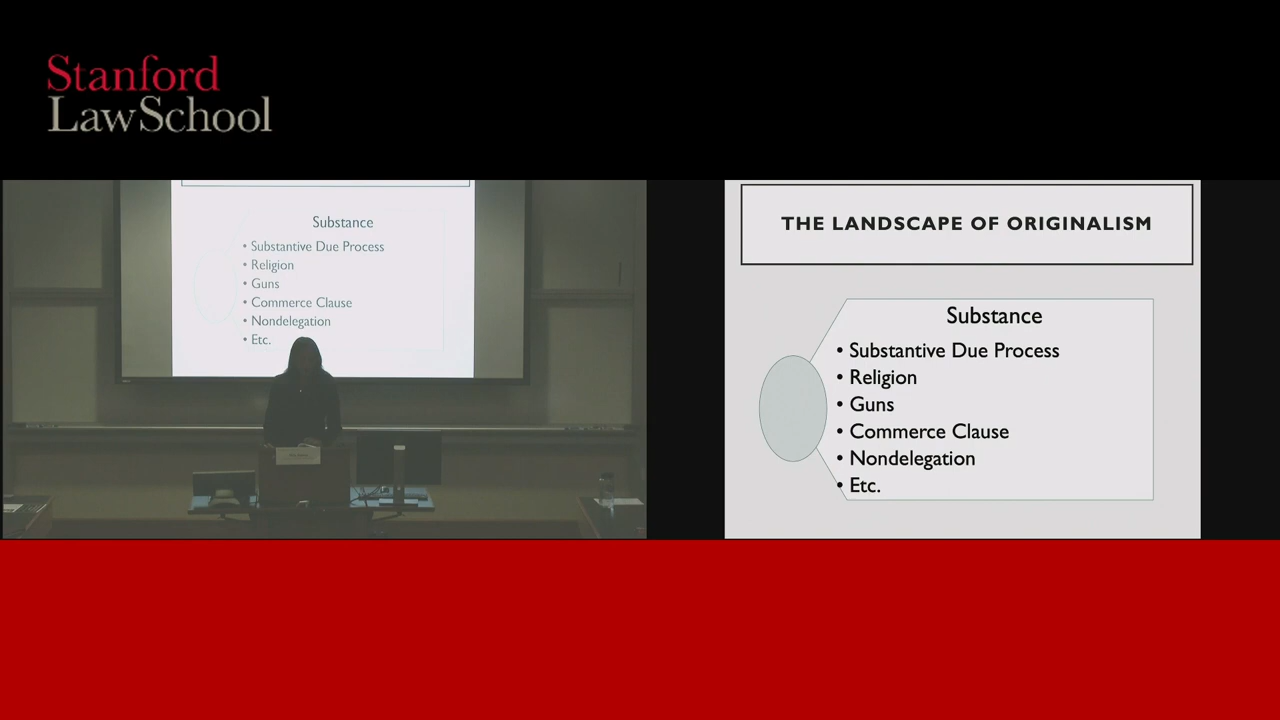 Stanford
LawSchool
Substance
• Substantive Due Process
• Religion
• Guns
• Commerce Clause
• Nondelegation
• Etc.
THE LANDSCAPE OF ORIGINALISM
Substance
• Substantive Due Process
• Religion
• Guns
• Commerce Clause
• Nondelegation
• Etc.